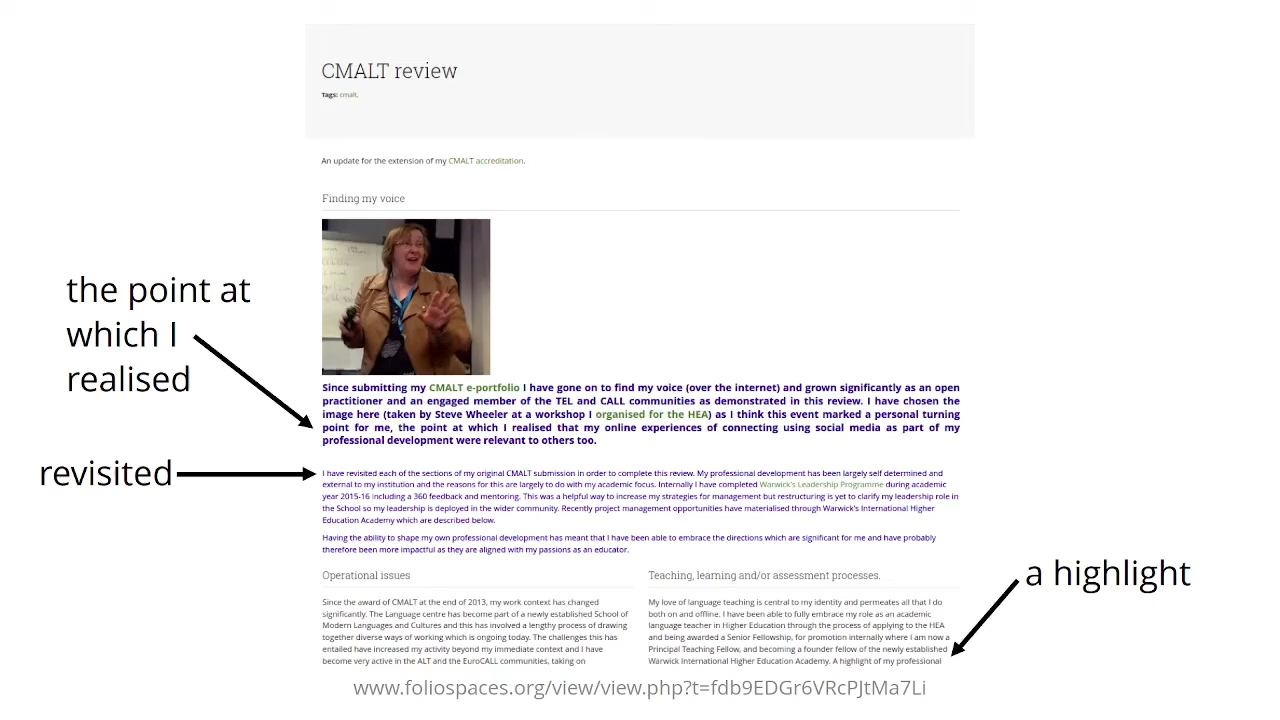 CMALT review
Tags: cmalt.
An update for the extension of my CMALT accreditation.
Finding my voice
the point at
which I
realised
Since submitting my CMALT e-portfolio I have gone on to find my voice (over the internet) and grown significantly as an open
practitioner and an engaged member of the TEL and CALL communities as demonstrated in this review. I have chosen the
image here (taken by Steve Wheeler at a workshop I organised for the HEA) as I think this event marked a personal turning
point for me, the point at which I realised that my online experiences of connecting using social media as part of my
professional development were relevant to others too.
revisited
I have revisited each of the sections of my original CMALT submission in order to complete this review. My professional development has been largely self determined and
external to my institution and the reasons for this are largely to do with my academic focus. Internally I have completed Warwick's Leadership Programme during academic
year 2015-16 including a 360 feedback and mentoring. This was a helpful way to increase my strategies for management but restructuring is yet to clarify my leadership role in
the School so my leadership is deployed in the wider community. Recently project management opportunities have materialised through Warwick's International Higher
Education Academy which are described below.
Having the ability to shape my own professional development has meant that I have been able to embrace the directions which are significant for me and have probably
therefore been more impactful as they are aligned with my passions as an educator.
Operational issues
Since the award of CMALT at the end of 2013, my work context has changed
significantly. The Language centre has become part of a newly established School of
Modern Languages and Cultures and this has involved a lengthy process of drawing
together diverse ways of working which is ongoing today. The challenges this has
entailed have increased my activity beyond my immediate context and I have
become very active in the ALT and the EuroCALL communities, taking on
Teaching, learning and/or assessment processes.
My love of language teaching is central to my identity and permeates all that I do
both on and offline. I have been able to fully embrace my role as an academic
language teacher in Higher Education through the process of applying to the HEA
and being awarded a Senior Fellowship, for promotion internally where I am now a
Principal Teaching Fellow, and becoming a founder fellow of the newly established
Warwick International Higher Education Academy. A highlight of my professional
a highlight
www.foliospaces.org/view/view.php?t=fdb9EDGr6VRcPJtMa7Li